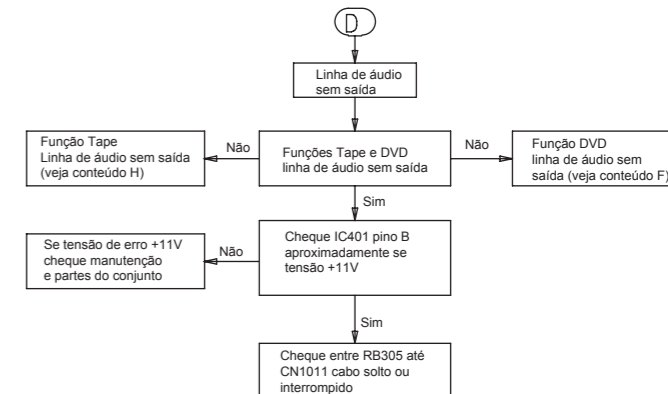 D
Linha de áudio
sem saída
Função Tape
Linha de áudio sem saída
(veja conteúdo H)
Não
Funções Tape e DVD
linha de áudio sem saída
Não
Função DVD
linha de áudio sem
saída (veja conteúdo F)
Sim
Se tensão de erro +11V
cheque manutenção
e partes do conjunto
Não
Cheque IC401 pino B
aproximadamente se
tensão +11V
Sim
Cheque entre RB305 até
CN1011 cabo solto ou
interrompido